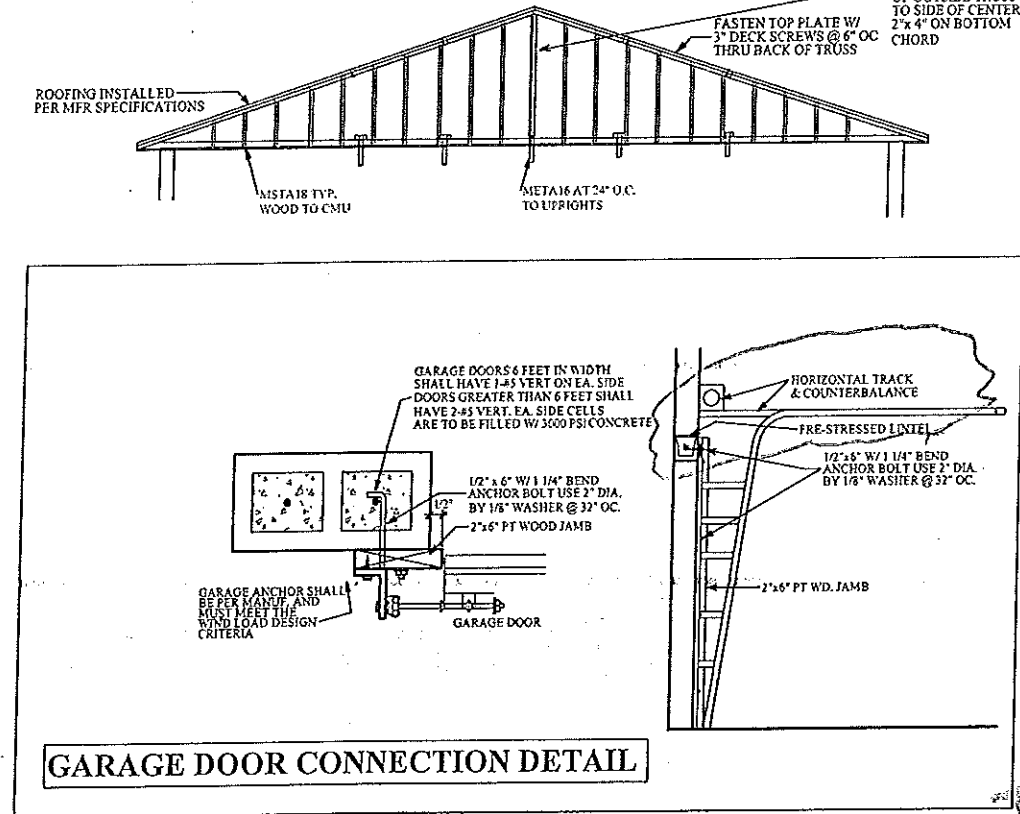 TO SIDE OF CENTER
2"x 4" ON BOTTOM
CHORD
FASTEN TOP PLATE W/
3" DECK SCREWS @ 6" OC
THRU BACK OF TRUSS
ROOFING INSTALLED
PER MFR SPECIFICATIONS
MSTA18 TYP.
WOOD TO CMU
META16 AT 24" O.C.
TO UPRIGHTS
GARAGE DOORS 6 FEET IN WIDTH
SHALL HAVE 1-#5 VERT ON EA. SIDE
DOORS GREATER THAN 6 FEET SHALL
HAVE 2-#5 VERT. EA. SIDE CELLS
ARE TO BE FILLED W/ 3000 PSI CONCRETE
1/2" x 6" W/ 1 1/4" BEND
ANCHOR BOLT USE 2" DIA.
BY 1/8" WASHER @ 32" OC.
1/2"
2"x6" PT WOOD JAMB
GARAGE ANCHOR SHALL
BE PER MANUF. AND
MUST MEET THE
WIND LOAD DESIGN
CRITERIA
GARAGE DOOR
HORIZONTAL TRACK
& COUNTERBALANCE
PRE-STRESSED LINTEL
1/2"x6" W/ 1 1/4" BEND
ANCHOR BOLT USE 2" DIA.
BY 1/8" WASHER @ 32" OC.
2"x6" PT WD. JAMB
GARAGE DOOR CONNECTION DETAIL